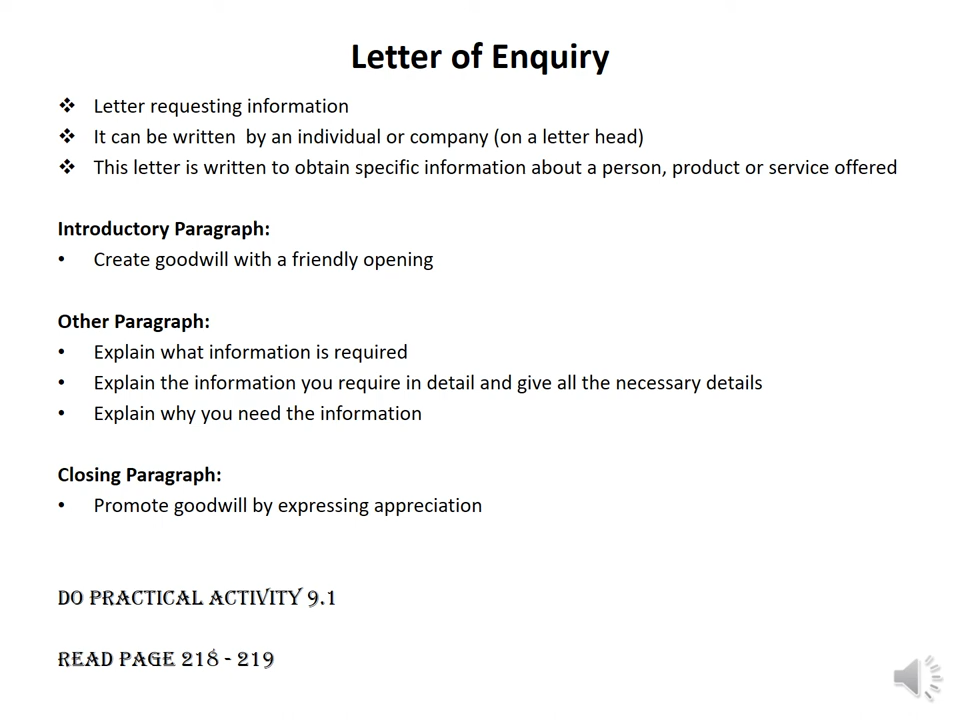 Letter of Enquiry
❖ Letter requesting information
❖ It can be written  by an individual or company (on a letter head)
❖ This letter is written to obtain specific information about a person, product or service offered
Introductory Paragraph:
• Create goodwill with a friendly opening
Other Paragraph:
• Explain what information is required
• Explain the information you require in detail and give all the necessary details
• Explain why you need the information
Closing Paragraph:
• Promote goodwill by expressing appreciation
DO PRACTICAL ACTIVITY 9.1
READ PAGE 218 - 219